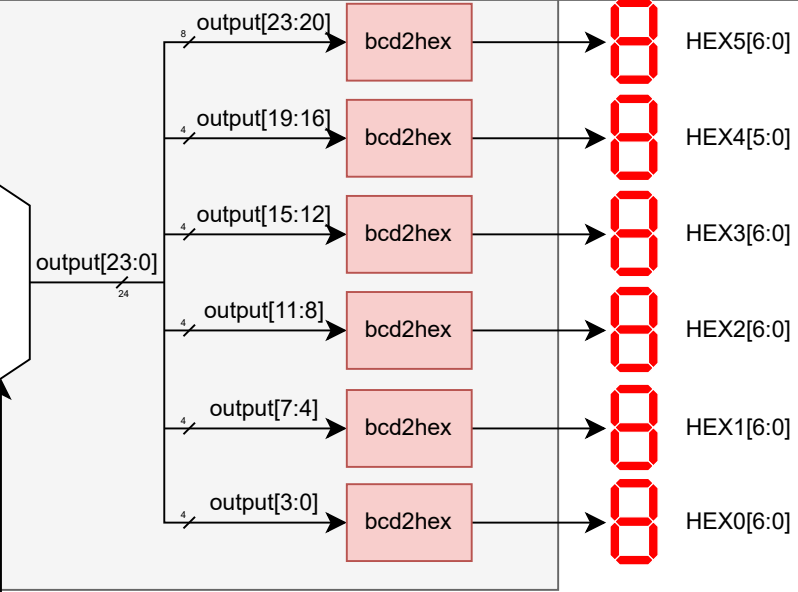 8 output[23:20] bcd2hex HEX5[6:0]
4 output[19:16] bcd2hex HEX4[5:0]
4 output[15:12] bcd2hex HEX3[6:0]
output[23:0]
24
4 output[11:8] bcd2hex HEX2[6:0]
4 output[7:4] bcd2hex HEX1[6:0]
4 output[3:0] bcd2hex HEX0[6:0]